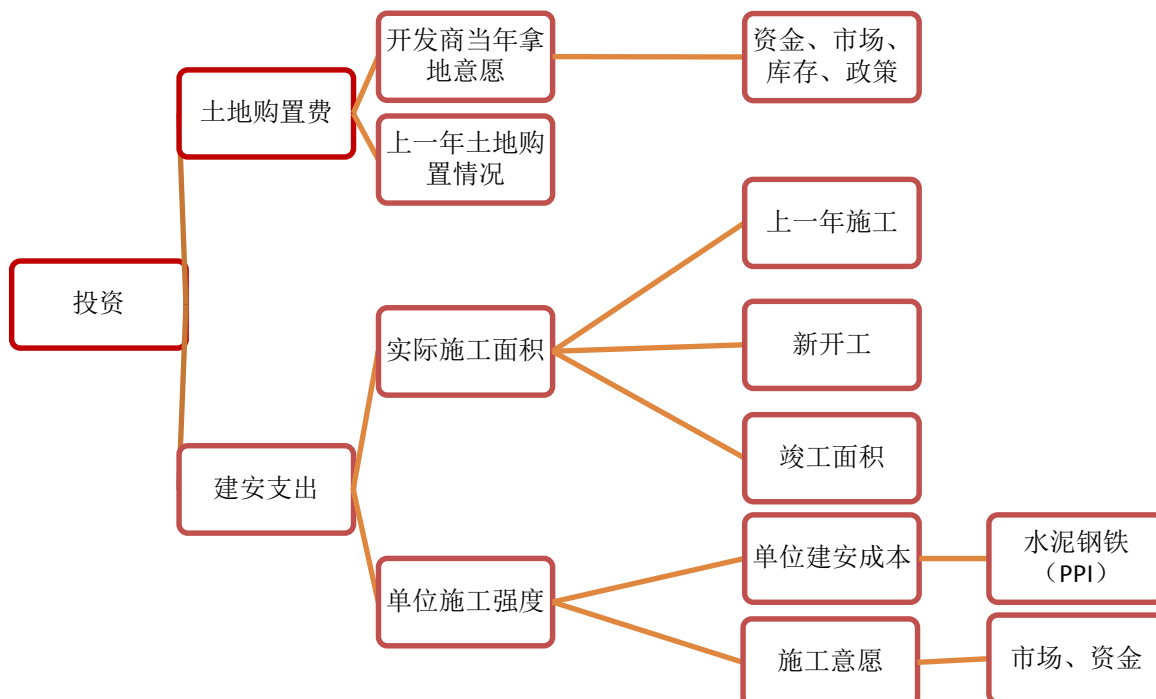 投资
土地购置费
开发商当年拿
地意愿
资金、市场、
库存、政策
上一年土地购
置情况
建安支出
实际施工面积
上一年施工
新开工
竣工面积
单位施工强度
单位建安成本
水泥钢铁
（PPI）
施工意愿
市场、资金